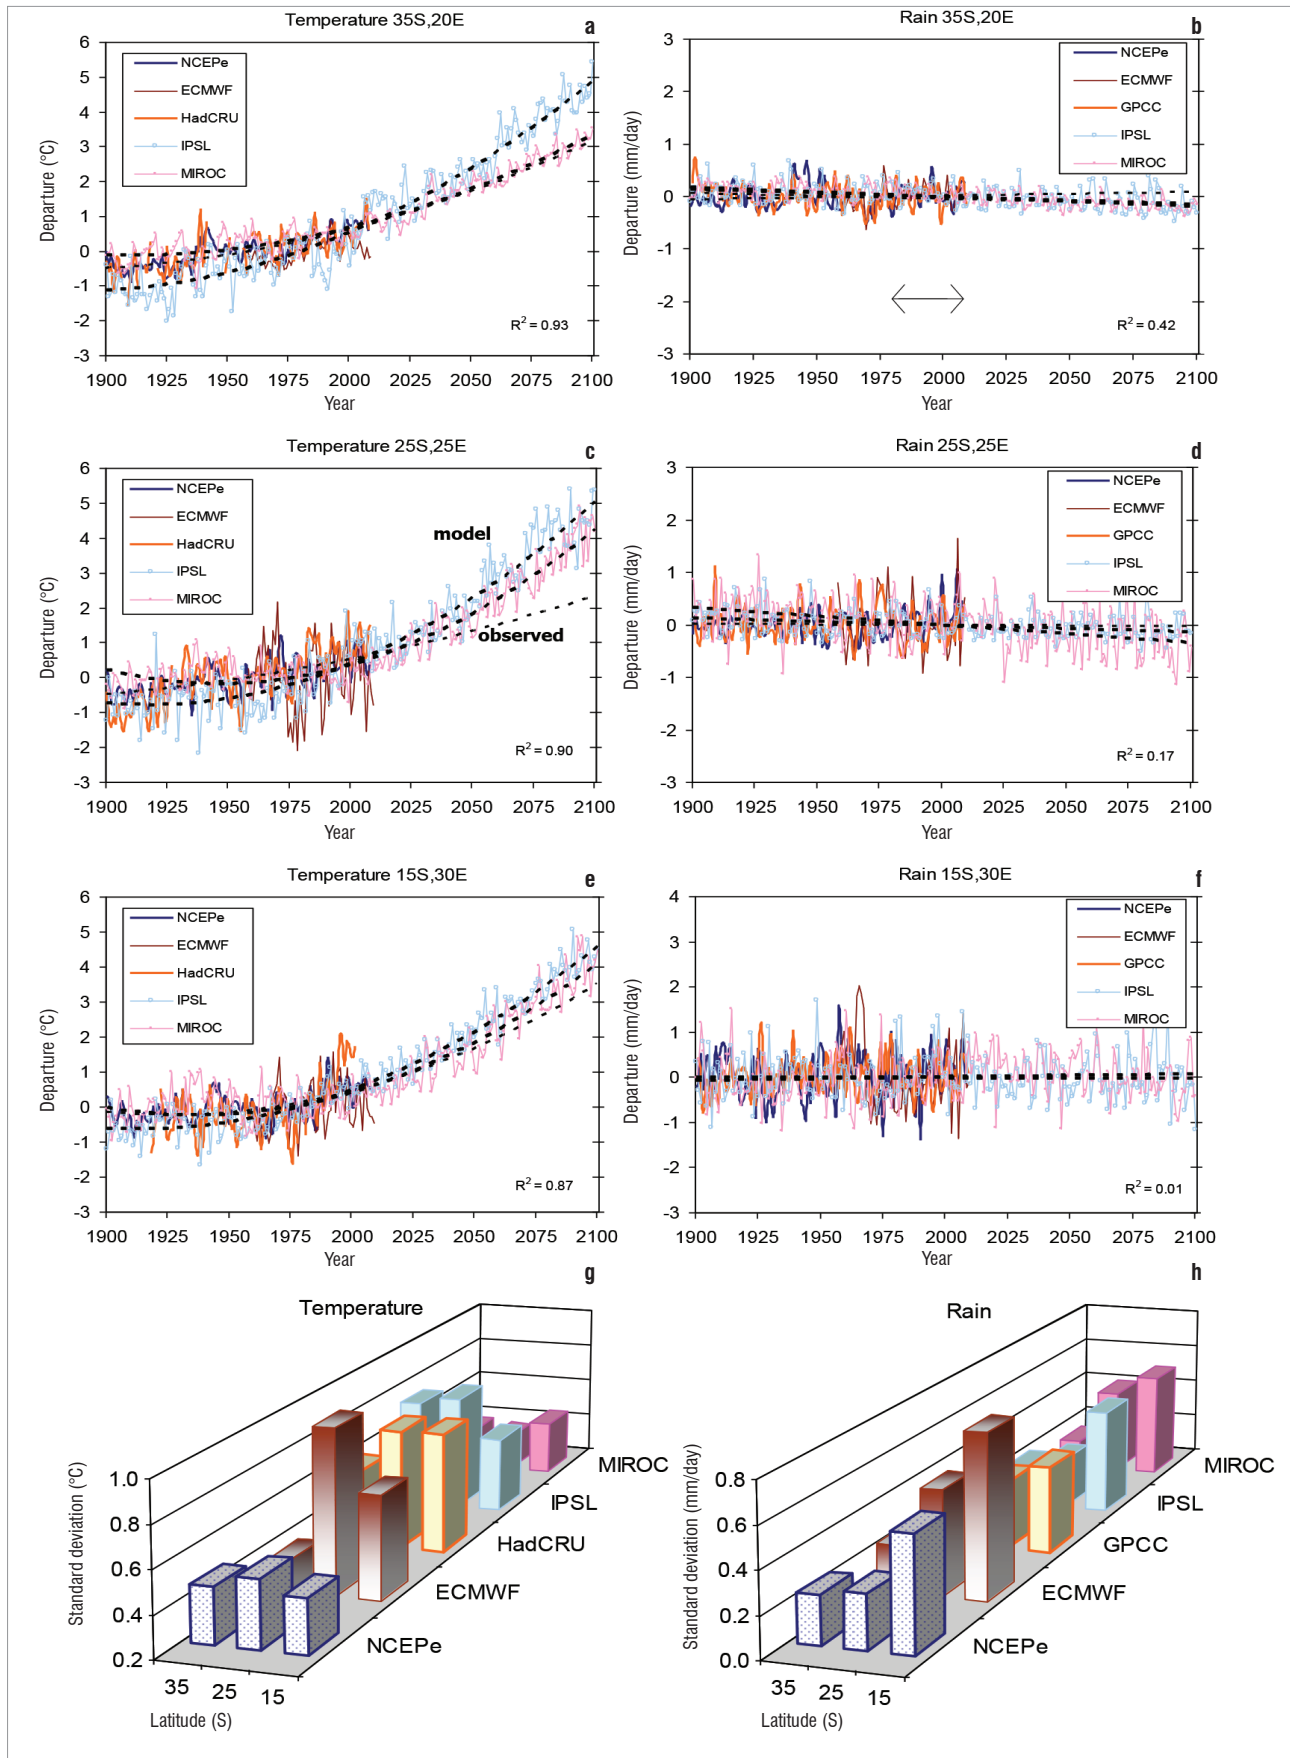 Temperature 35S,20E
a
6
5
4
3
2
1
0
-1
-2
-3
Departure (°C)
NCEPe
ECMWF
HadCRU
IPSL
MIROC
R² = 0.93
1900 1925 1950 1975 2000 2025 2050 2075 2100
Year
Rain 35S,20E
b
3
2
1
0
-1
-2
-3
Departure (mm/day)
NCEPe
ECMWF
GPCC
IPSL
MIROC
R² = 0.42
1900 1925 1950 1975 2000 2025 2050 2075 2100
Year
Temperature 25S,25E
c
6
5
4
3
2
1
0
-1
-2
-3
Departure (°C)
NCEPe
ECMWF
HadCRU
IPSL
MIROC
model
observed
R² = 0.90
1900 1925 1950 1975 2000 2025 2050 2075 2100
Year
Rain 25S,25E
d
3
2
1
0
-1
-2
-3
Departure (mm/day)
NCEPe
ECMWF
GPCC
IPSL
MIROC
R² = 0.17
1900 1925 1950 1975 2000 2025 2050 2075 2100
Year
Temperature 15S,30E
e
6
5
4
3
2
1
0
-1
-2
-3
Departure (°C)
NCEPe
ECMWF
HadCRU
IPSL
MIROC
R² = 0.87
1900 1925 1950 1975 2000 2025 2050 2075 2100
Year
Rain 15S,30E
f
4
3
2
1
0
-1
-2
-3
Departure (mm/day)
NCEPe
ECMWF
GPCC
IPSL
MIROC
R² = 0.01
1900 1925 1950 1975 2000 2025 2050 2075 2100
Year
g
Temperature
1.0
0.8
0.6
0.4
0.2
Standard deviation (°C)
MIROC
IPSL
HadCRU
ECMWF
NCEPe
35 25 15
Latitude (S)
h
Rain
0.8
0.6
0.4
0.2
0.0
Standard deviation (mm/day)
MIROC
IPSL
GPCC
ECMWF
NCEPe
35 25 15
Latitude (S)